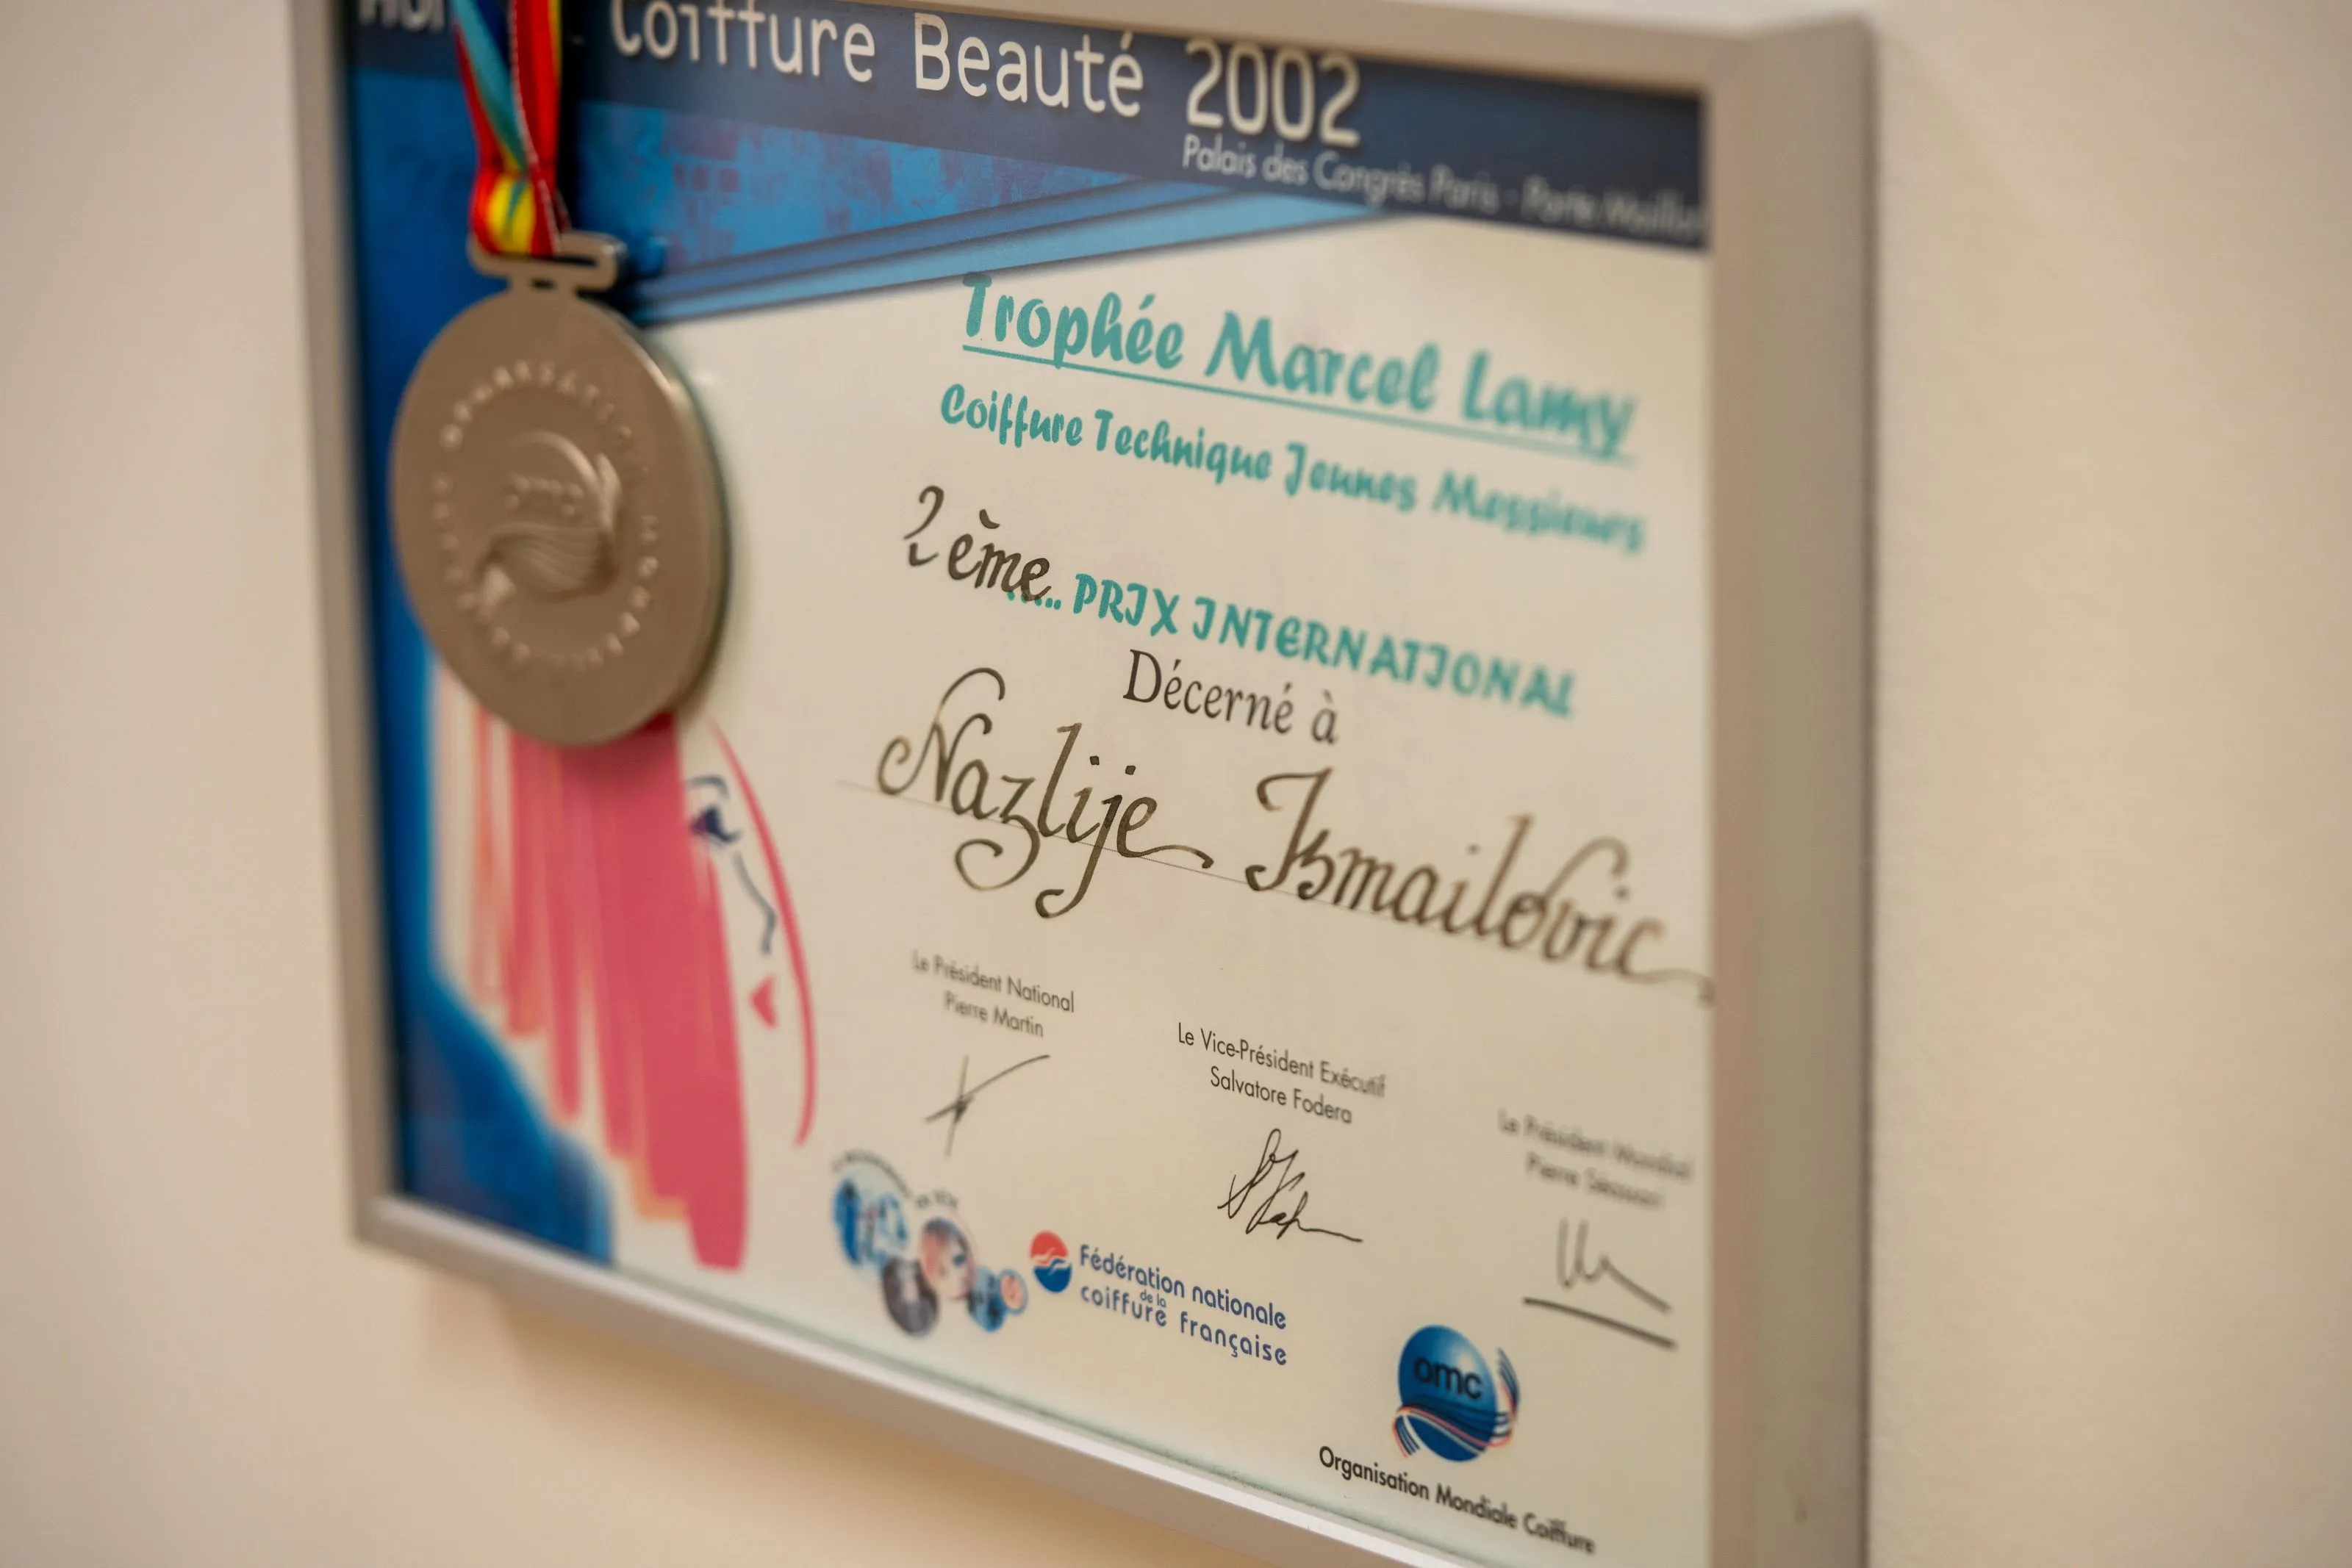 Coiffure Beauté 2002
Palais des Congrès Paris - Porte Maillot
Trophée Marcel Lamy
Coiffure Technique Jeunes Messieurs
2ème.. PRIX INTERNATIONAL
Décerné à
Nazlije Ismailovic
Le Président National
Pierre Martin
Le Vice-Président Exécutif
Salvatore Fodera
Le Président Mondial
Pierre
Fédération nationale
de la
coiffure française
omc
Organisation Mondiale Coiffure